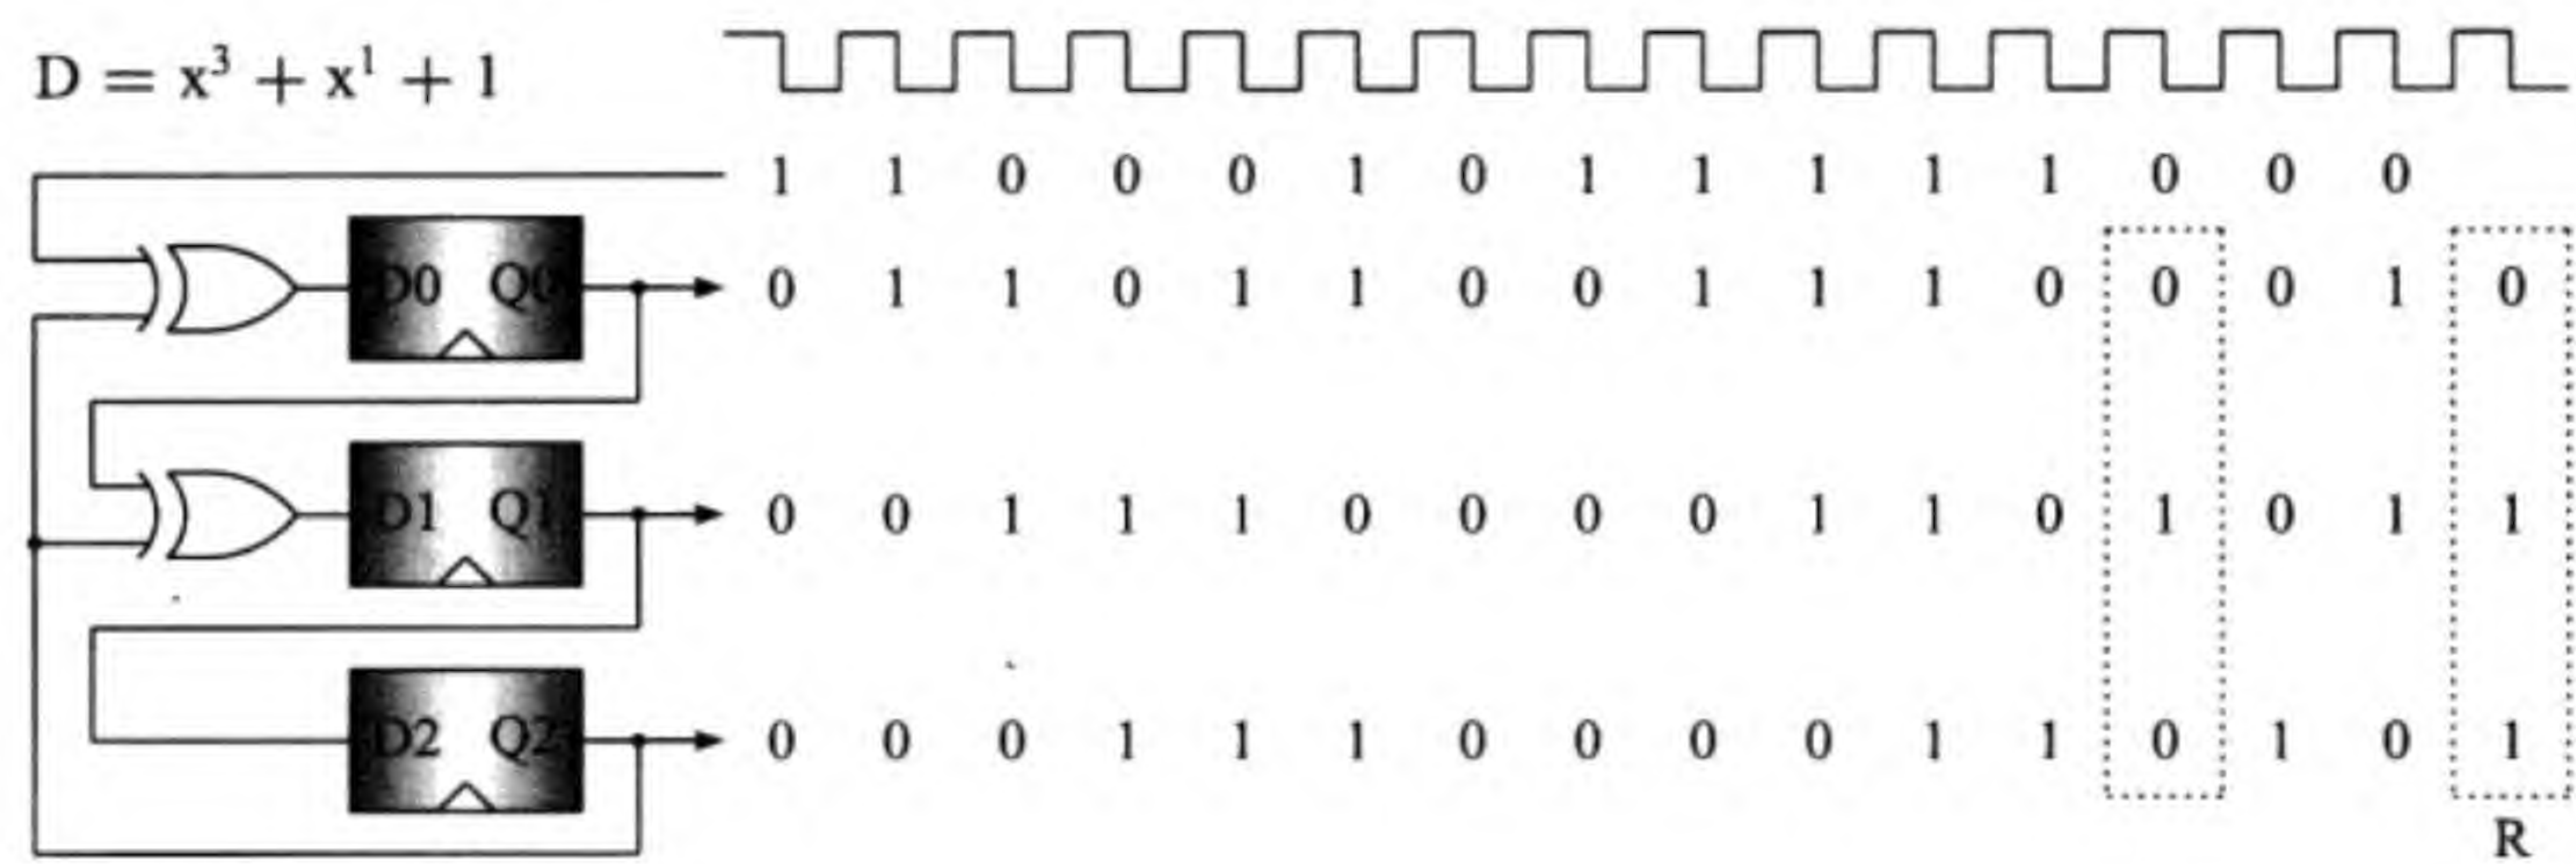 D = x³ + x¹ + 1
1 1 0 0 0 1 0 1 1 1 1 1 0 0 0
D0 Q0 0 1 1 0 1 1 0 0 1 1 1 0 0 0 1 0
D1 Q1 0 0 1 1 1 0 0 0 0 1 1 0 1 0 1 1
D2 Q2 0 0 0 1 1 1 0 0 0 0 1 1 0 1 0 1
R